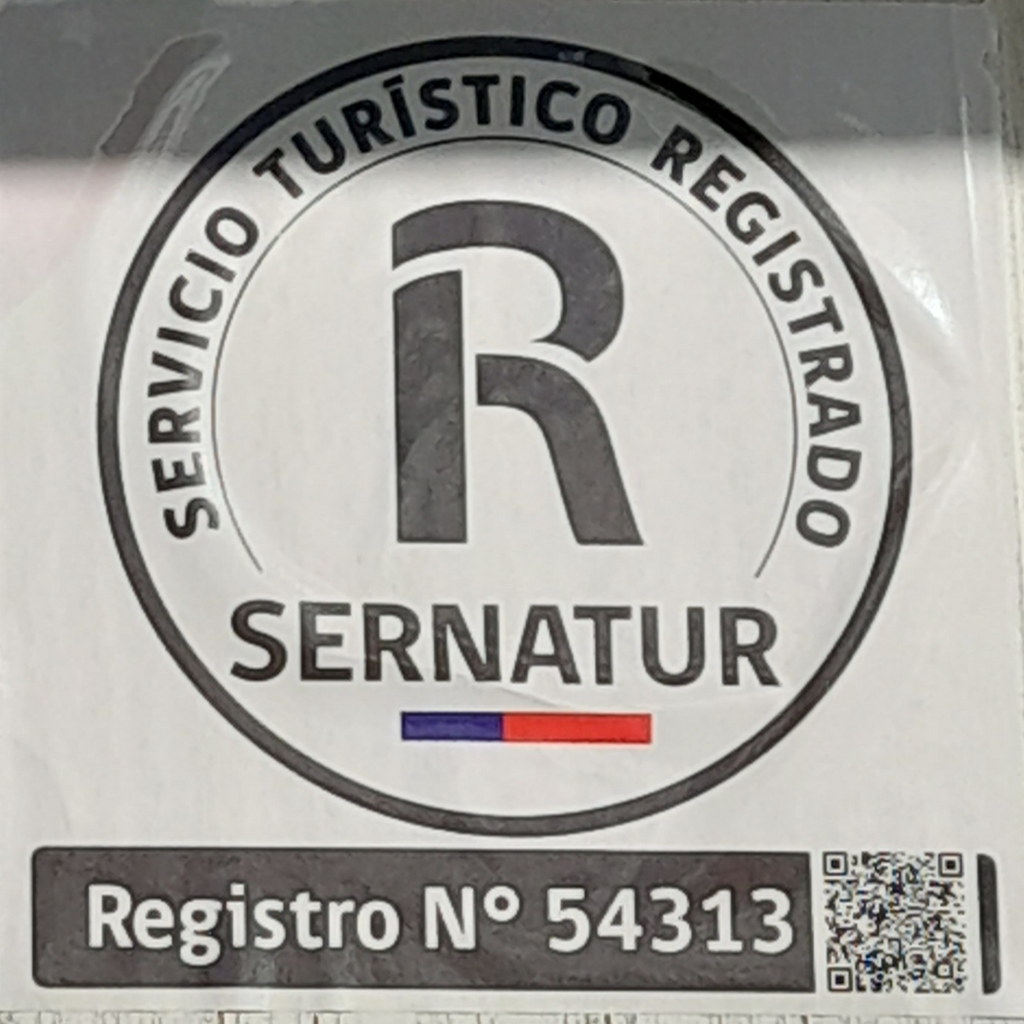 SERVICIO TURÍSTICO REGISTRADO
R
SERNATUR
Registro N° 54313